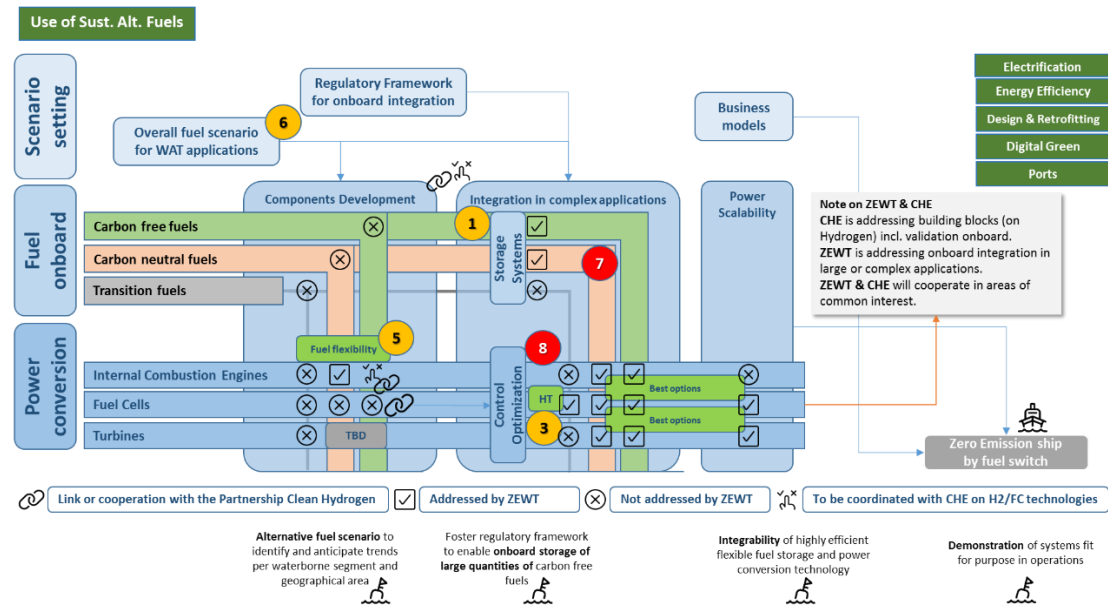 Use of Sust. Alt. Fuels
Scenario
setting
Regulatory Framework
for onboard integration
6
Overall fuel scenario
for WAT applications
Business
models
Electrification
Energy Efficiency
Design & Retrofitting
Digital Green
Ports
Fuel
onboard
Components Development
Integration in complex applications
Power
Scalability
Note on ZEWT & CHE
CHE is addressing building blocks (on
Hydrogen) incl. validation onboard.
ZEWT is addressing onboard integration in
large or complex applications.
ZEWT & CHE will cooperate in areas of
common interest.
Carbon free fuels
1
Storage
Systems
Carbon neutral fuels
7
Transition fuels
Power
conversion
Fuel flexibility
5
8
Internal Combustion Engines
Control
Optimization
Best options
Fuel Cells
HT
Best options
3
Turbines
TBD
Zero Emission ship
by fuel switch
Link or cooperation with the Partnership Clean Hydrogen
Addressed by ZEWT
Not addressed by ZEWT
To be coordinated with CHE on H2/FC technologies
Alternative fuel scenario to
identify and anticipate trends
per waterborne segment and
geographical area
Foster regulatory framework
to enable onboard storage of
large quantities of carbon free
fuels
Integrability of highly efficient
flexible fuel storage and power
conversion technology
Demonstration of systems fit
for purpose in operations